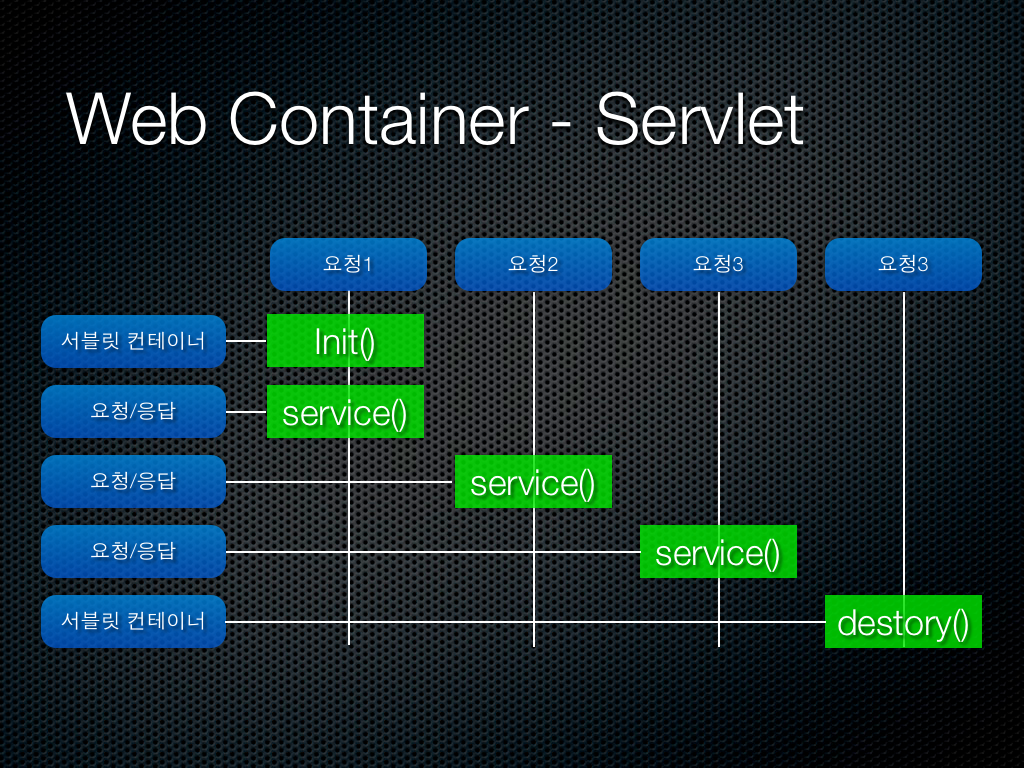 Web Container - Servlet
요청1
요청2
요청3
요청3
서블릿 컨테이너
Init()
요청/응답
service()
요청/응답
service()
요청/응답
service()
서블릿 컨테이너
destory()